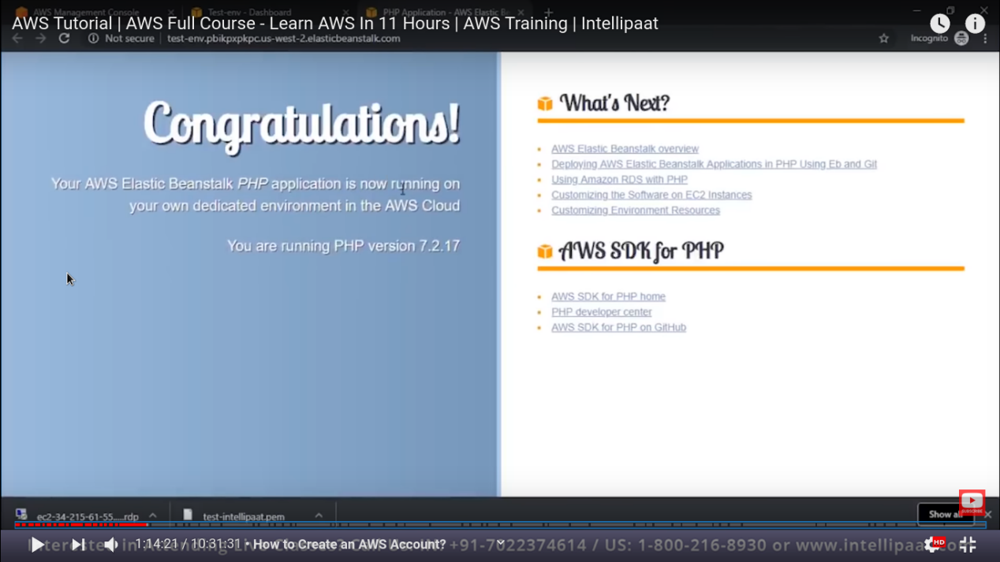 AWS Management Console
Test-env - Dashboard
PHP Application - AWS Elastic B
AWS Tutorial | AWS Full Course - Learn AWS In 11 Hours | AWS Training | Intellipaat
Not secure
test-env.pbikpxpkpc.us-west-2.elasticbeanstalk.com
Incognito
Congratulations!
Your AWS Elastic Beanstalk PHP application is now running on
your own dedicated environment in the AWS Cloud
You are running PHP version 7.2.17
What's Next?
AWS Elastic Beanstalk overview
Deploying AWS Elastic Beanstalk Applications in PHP Using Eb and Git
Using Amazon RDS with PHP
Customizing the Software on EC2 Instances
Customizing Environment Resources
AWS SDK for PHP
AWS SDK for PHP home
PHP developer center
AWS SDK for PHP on GitHub
ec2-34-215-61-55....rdp
test-intellipaat.pem
Show all
SUBSCRIBE
1:14:21 / 10:31:31 • How to Create an AWS Account?
+91-7022374614 / US: 1-800-216-8930 or www.intellipaat.com
HD